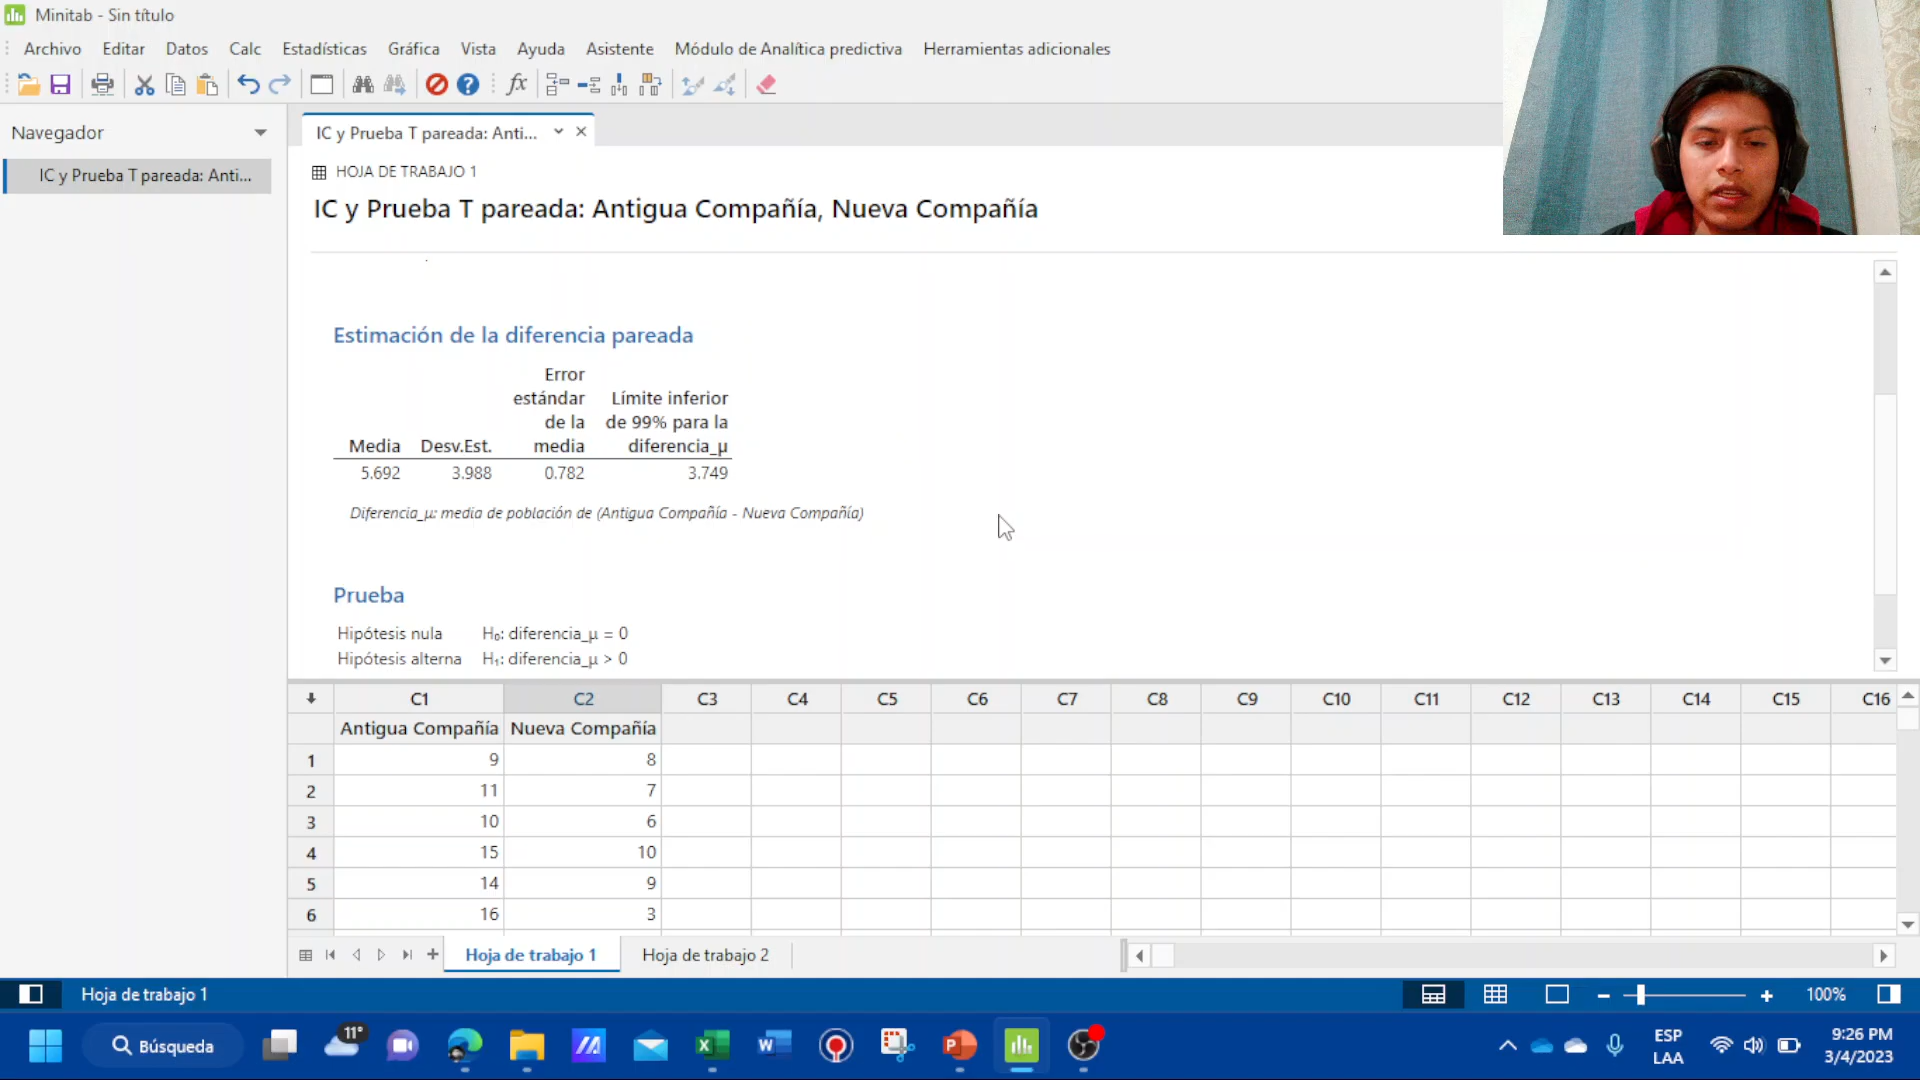 Minitab - Sin título
Archivo Editar Datos Calc Estadísticas Gráfica Vista Ayuda Asistente Módulo de Analítica predictiva Herramientas adicionales
Navegador
IC y Prueba T pareada: Anti...
IC y Prueba T pareada: Anti...
HOJA DE TRABAJO 1
IC y Prueba T pareada: Antigua Compañía, Nueva Compañía
Estimación de la diferencia pareada
Error
estándar Límite inferior
de la de 99% para la
Media Desv.Est. media diferencia_µ
5.692 3.988 0.782 3.749
Diferencia_µ: media de población de (Antigua Compañía - Nueva Compañía)
Prueba
Hipótesis nula H₀: diferencia_µ = 0
Hipótesis alterna H₁: diferencia_µ > 0
C1 C2 C3 C4 C5 C6 C7 C8 C9 C10 C11 C12 C13 C14 C15 C16
Antigua Compañía Nueva Compañía
1 9 8
2 11 7
3 10 6
4 15 10
5 14 9
6 16 3
Hoja de trabajo 1 Hoja de trabajo 2
Hoja de trabajo 1
100%
Búsqueda
11°
ESP
LAA
9:26 PM
3/4/2023